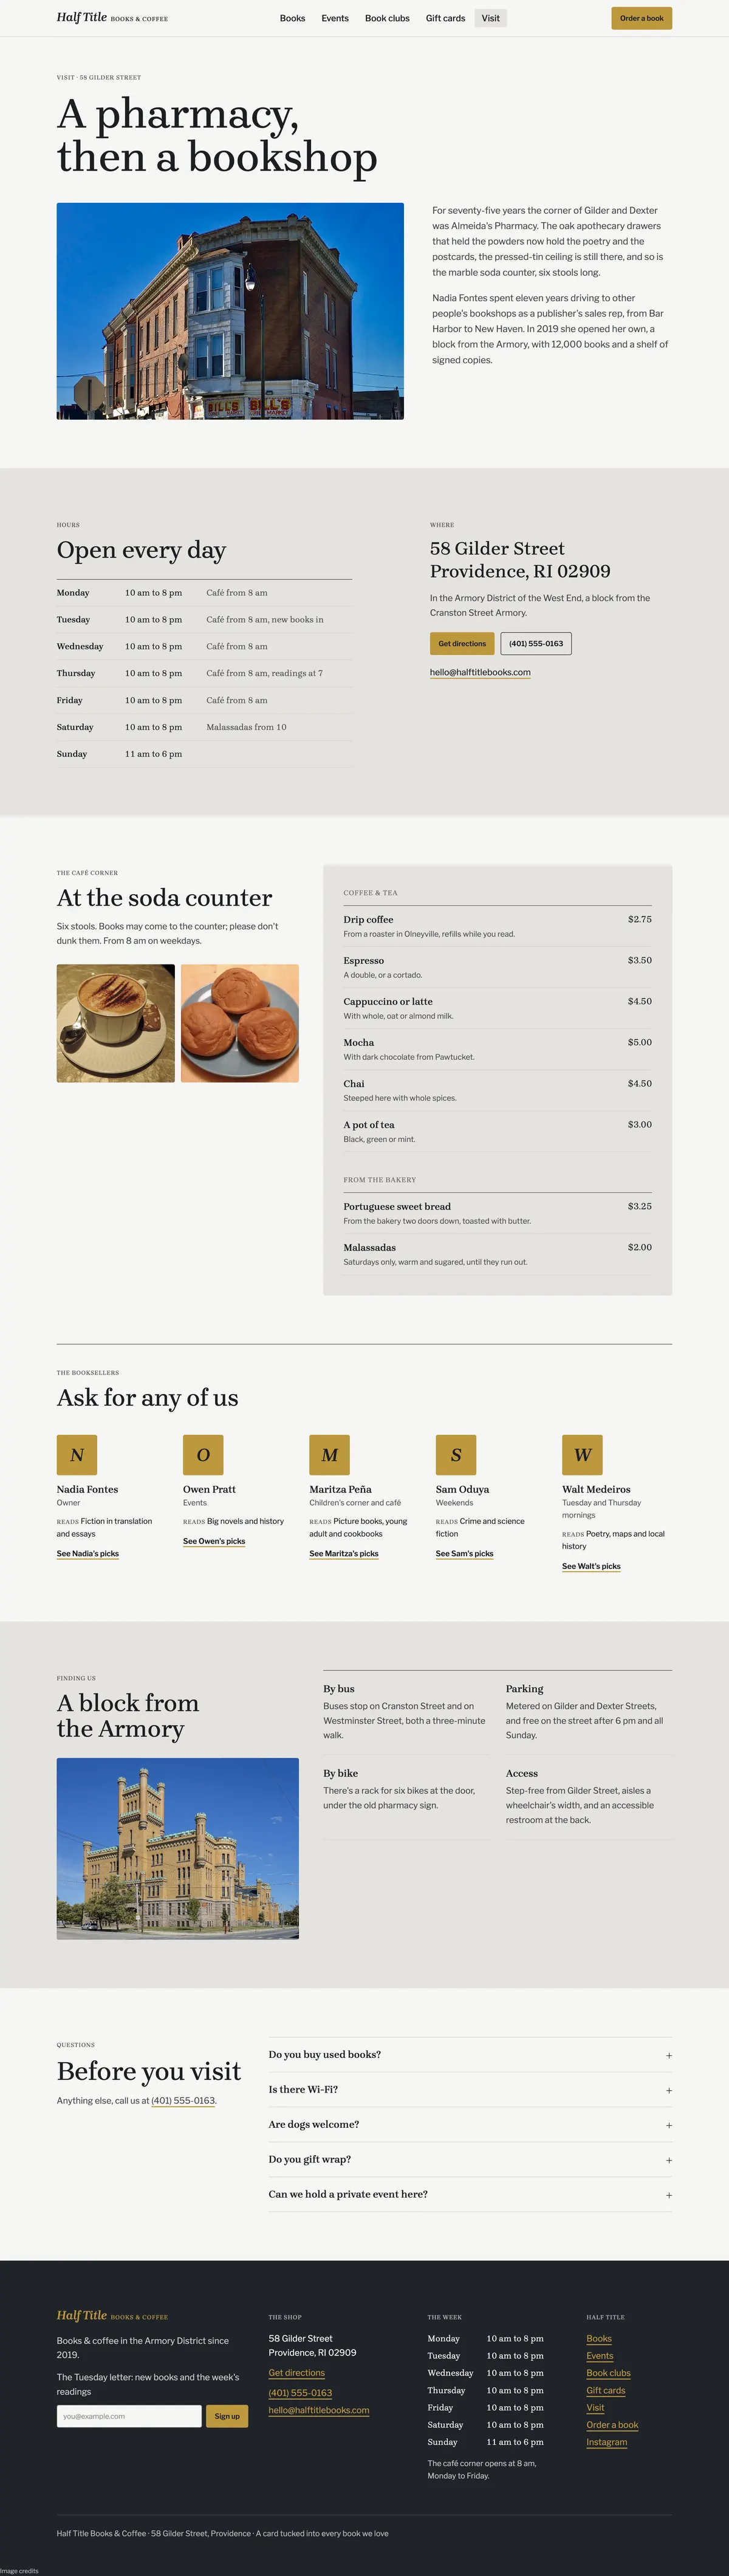 Half Title BOOKS & COFFEE
Books Events Book clubs Gift cards Visit
Order a book
VISIT · 58 GILDER STREET
A pharmacy,
then a bookshop
BILL'S BILL'S
MARKET
For seventy-five years the corner of Gilder and Dexter
was Almeida's Pharmacy. The oak apothecary drawers
that held the powders now hold the poetry and the
postcards, the pressed-tin ceiling is still there, and so is
the marble soda counter, six stools long.
Nadia Fontes spent eleven years driving to other
people's bookshops as a publisher's sales rep, from Bar
Harbor to New Haven. In 2019 she opened her own, a
block from the Armory, with 12,000 books and a shelf of
signed copies.
HOURS
Open every day
Monday 10 am to 8 pm Café from 8 am
Tuesday 10 am to 8 pm Café from 8 am, new books in
Wednesday 10 am to 8 pm Café from 8 am
Thursday 10 am to 8 pm Café from 8 am, readings at 7
Friday 10 am to 8 pm Café from 8 am
Saturday 10 am to 8 pm Malassadas from 10
Sunday 11 am to 6 pm
WHERE
58 Gilder Street
Providence, RI 02909
In the Armory District of the West End, a block from the
Cranston Street Armory.
Get directions
(401) 555-0163
hello@halftitlebooks.com
THE CAFÉ CORNER
At the soda counter
Six stools. Books may come to the counter; please don't
dunk them. From 8 am on weekdays.
COFFEE & TEA
Drip coffee $2.75
From a roaster in Olneyville, refills while you read.
Espresso $3.50
A double, or a cortado.
Cappuccino or latte $4.50
With whole, oat or almond milk.
Mocha $5.00
With dark chocolate from Pawtucket.
Chai $4.50
Steeped here with whole spices.
A pot of tea $3.00
Black, green or mint.
FROM THE BAKERY
Portuguese sweet bread $3.25
From the bakery two doors down, toasted with butter.
Malassadas $2.00
Saturdays only, warm and sugared, until they run out.
THE BOOKSELLERS
Ask for any of us
N
Nadia Fontes
Owner
READS Fiction in translation
and essays
See Nadia's picks
O
Owen Pratt
Events
READS Big novels and history
See Owen's picks
M
Maritza Peña
Children's corner and café
READS Picture books, young
adult and cookbooks
See Maritza's picks
S
Sam Oduya
Weekends
READS Crime and science
fiction
See Sam's picks
W
Walt Medeiros
Tuesday and Thursday
mornings
READS Poetry, maps and local
history
See Walt's picks
FINDING US
A block from
the Armory
By bus
Buses stop on Cranston Street and on
Westminster Street, both a three-minute
walk.
Parking
Metered on Gilder and Dexter Streets,
and free on the street after 6 pm and all
Sunday.
By bike
There's a rack for six bikes at the door,
under the old pharmacy sign.
Access
Step-free from Gilder Street, aisles a
wheelchair's width, and an accessible
restroom at the back.
QUESTIONS
Before you visit
Anything else, call us at (401) 555-0163.
Do you buy used books? +
Is there Wi-Fi? +
Are dogs welcome? +
Do you gift wrap? +
Can we hold a private event here? +
Half Title BOOKS & COFFEE
Books & coffee in the Armory District since
2019.
The Tuesday letter: new books and the week's
readings
you@example.com
Sign up
THE SHOP
58 Gilder Street
Providence, RI 02909
Get directions
(401) 555-0163
hello@halftitlebooks.com
THE WEEK
Monday 10 am to 8 pm
Tuesday 10 am to 8 pm
Wednesday 10 am to 8 pm
Thursday 10 am to 8 pm
Friday 10 am to 8 pm
Saturday 10 am to 8 pm
Sunday 11 am to 6 pm
The café corner opens at 8 am,
Monday to Friday.
HALF TITLE
Books
Events
Book clubs
Gift cards
Visit
Order a book
Instagram
Half Title Books & Coffee · 58 Gilder Street, Providence · A card tucked into every book we love
Image credits